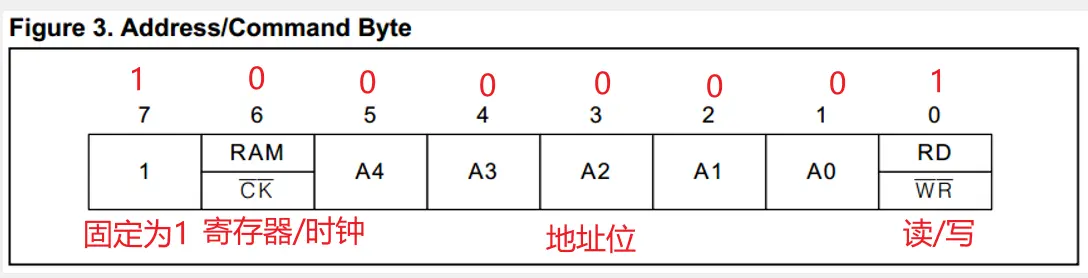 Figure 3. Address/Command Byte
1 0 0 0 0 0 0 1
7 6 5 4 3 2 1 0
1 RAM A4 A3 A2 A1 A0 RD
CK WR
固定为1 寄存器/时钟 地址位 读/写